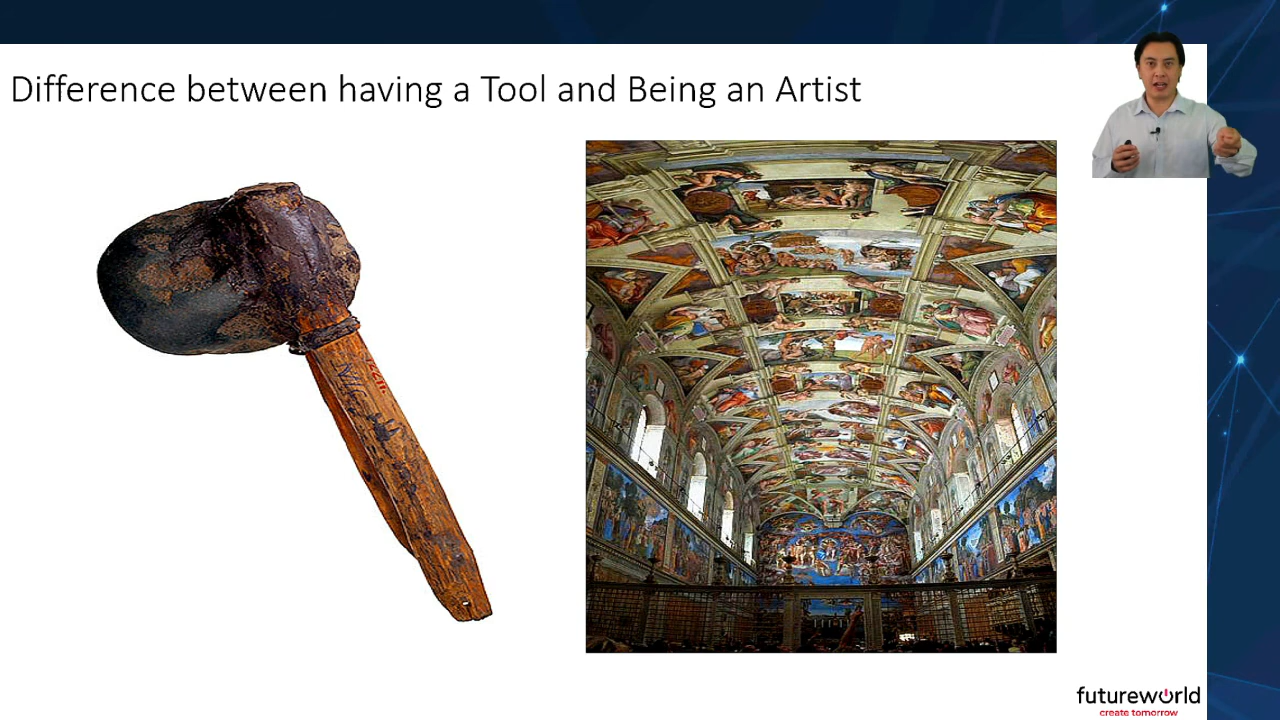 Difference between having a Tool and Being an Artist
futureworld
create tomorrow